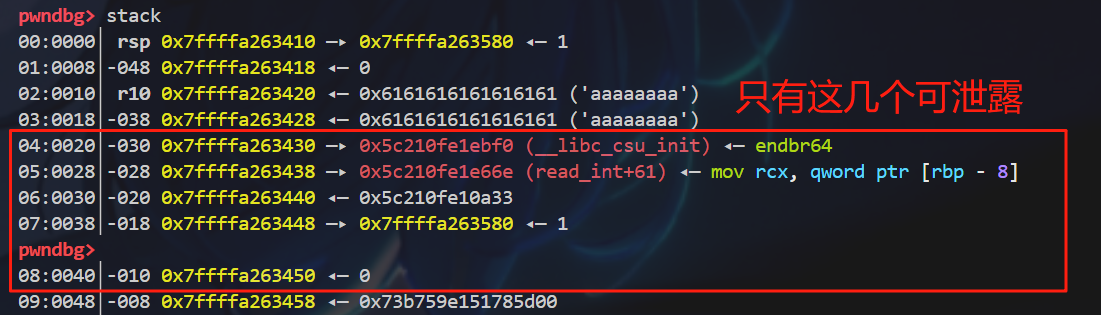 pwndbg> stack
00:0000│ rsp 0x7ffffa263410 —▸ 0x7ffffa263580 ◂— 1
01:0008│-048 0x7ffffa263418 ◂— 0
02:0010│ r10 0x7ffffa263420 ◂— 0x6161616161616161 ('aaaaaaaa')
03:0018│-038 0x7ffffa263428 ◂— 0x6161616161616161 ('aaaaaaaa')
只有这几个可泄露
04:0020│-030 0x7ffffa263430 —▸ 0x5c210fe1ebf0 (__libc_csu_init) ◂— endbr64
05:0028│-028 0x7ffffa263438 —▸ 0x5c210fe1e66e (read_int+61) ◂— mov rcx, qword ptr [rbp - 8]
06:0030│-020 0x7ffffa263440 ◂— 0x5c210fe10a33
07:0038│-018 0x7ffffa263448 —▸ 0x7ffffa263580 ◂— 1
pwndbg>
08:0040│-010 0x7ffffa263450 ◂— 0
09:0048│-008 0x7ffffa263458 ◂— 0x73b759e151785d00